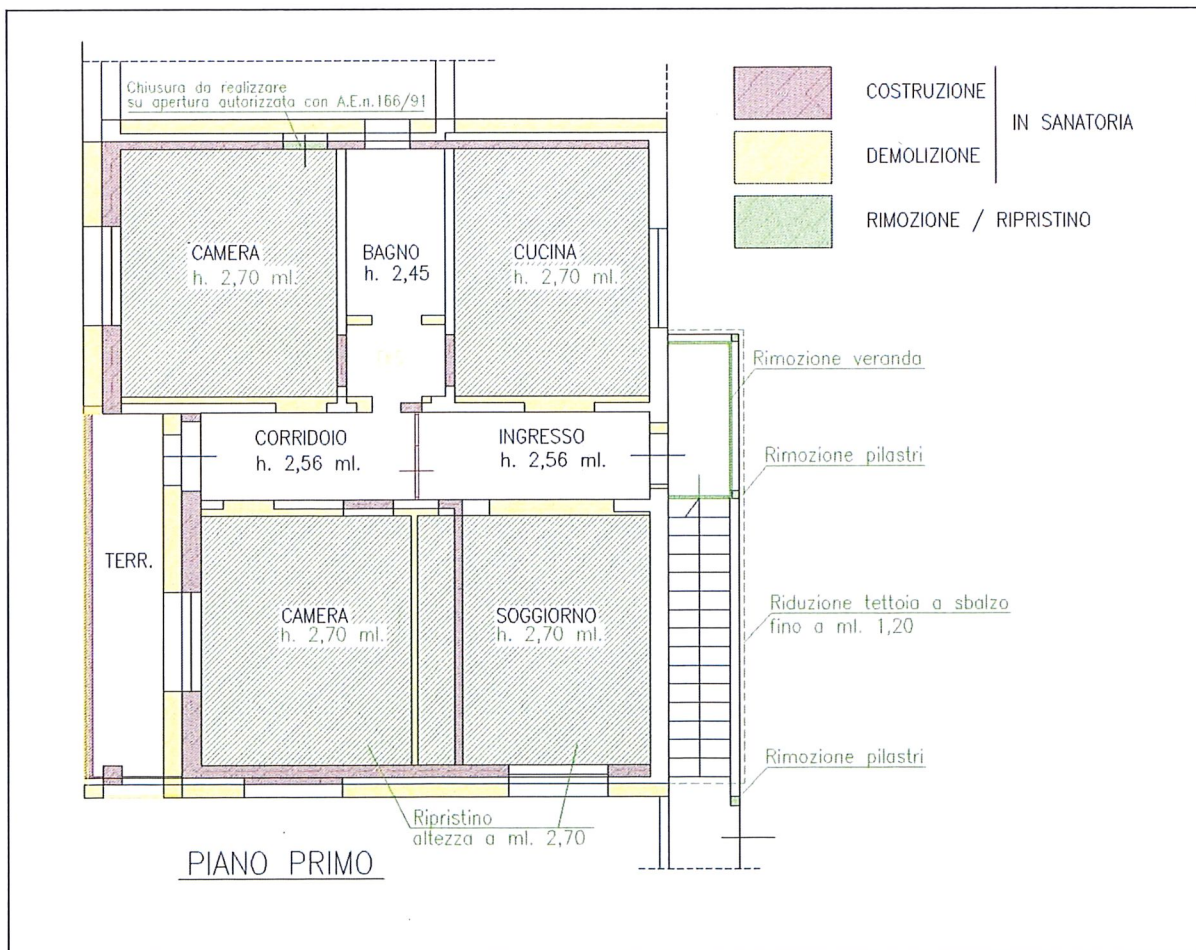 Chiusura da realizzare
su apertura autorizzata con A.E.n.166/91
COSTRUZIONE
IN SANATORIA
DEMOLIZIONE
RIMOZIONE / RIPRISTINO
CAMERA
h. 2,70 ml.
BAGNO
h. 2,45
CUCINA
h. 2,70 ml.
Rimozione veranda
CORRIDOIO
h. 2,56 ml.
INGRESSO
h. 2,56 ml.
Rimozione pilastri
TERR.
CAMERA
h. 2,70 ml.
SOGGIORNO
h. 2,70 ml.
Riduzione tettoia a sbalzo
fino a ml. 1,20
Rimozione pilastri
Ripristino
altezza a ml. 2,70
PIANO PRIMO